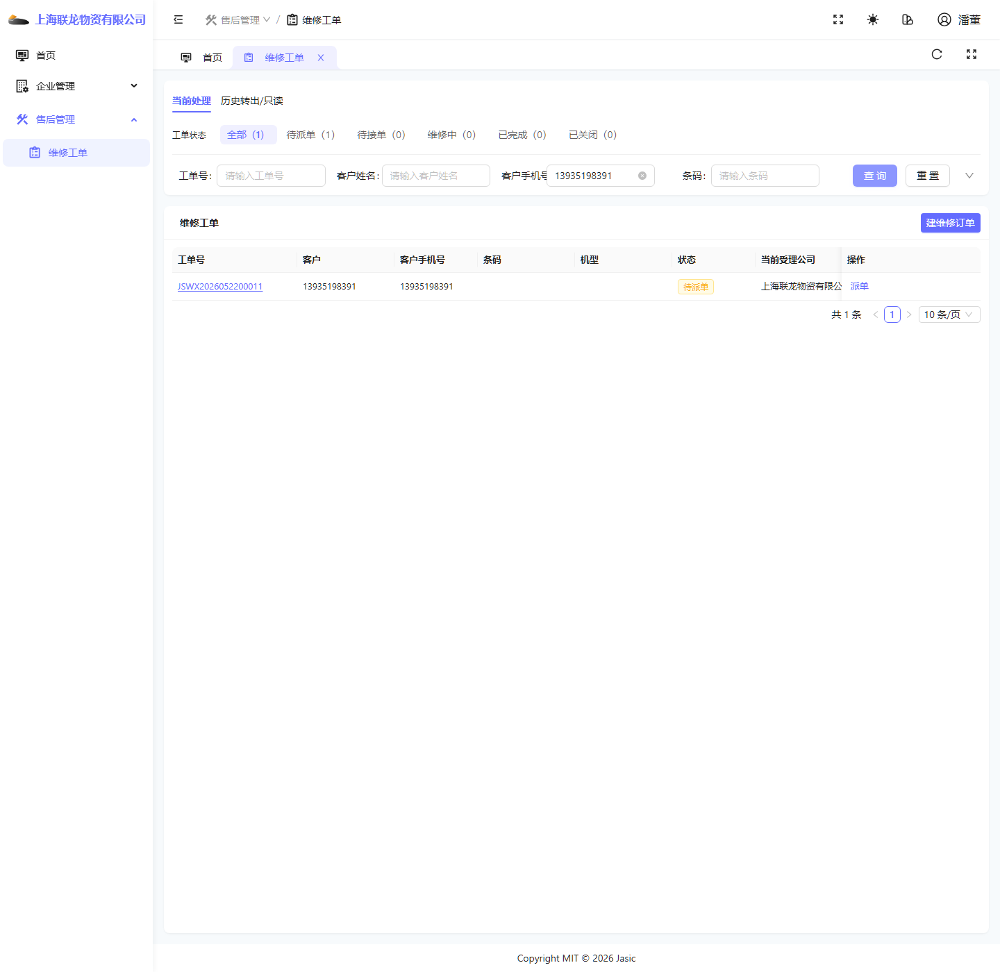 上海联龙物资有限公司
首页
企业管理
售后管理
维修工单
售后管理 / 维修工单
潘董
首页
维修工单
当前处理 历史转出/只读
工单状态 全部（1） 待派单（1） 待接单（0） 维修中（0） 已完成（0） 已关闭（0）
工单号： 请输入工单号 客户姓名： 请输入客户姓名 客户手机号 13935198391 条码： 请输入条码 查 询 重 置
维修工单 建维修订单
工单号 客户 客户手机号 条码 机型 状态 当前受理公司 操作
JSWX2026052200011 13935198391 13935198391 待派单 上海联龙物资有限公 派单
共 1 条 1 10 条/页
Copyright MIT © 2026 Jasic